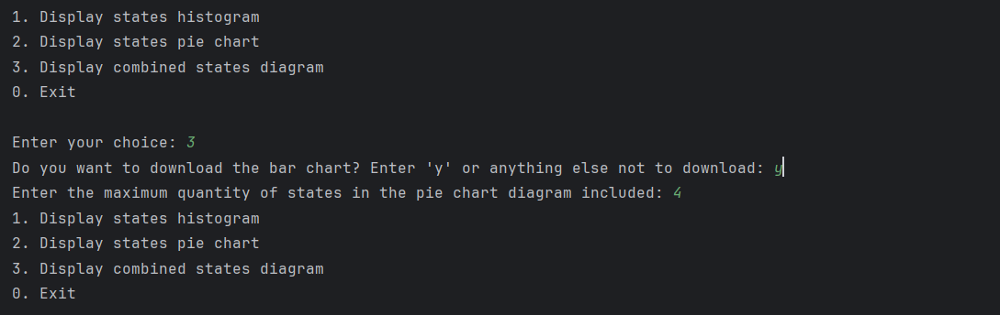 1. Display states histogram
2. Display states pie chart
3. Display combined states diagram
0. Exit
Enter your choice: 3
Do you want to download the bar chart? Enter 'y' or anything else not to download: y
Enter the maximum quantity of states in the pie chart diagram included: 4
1. Display states histogram
2. Display states pie chart
3. Display combined states diagram
0. Exit